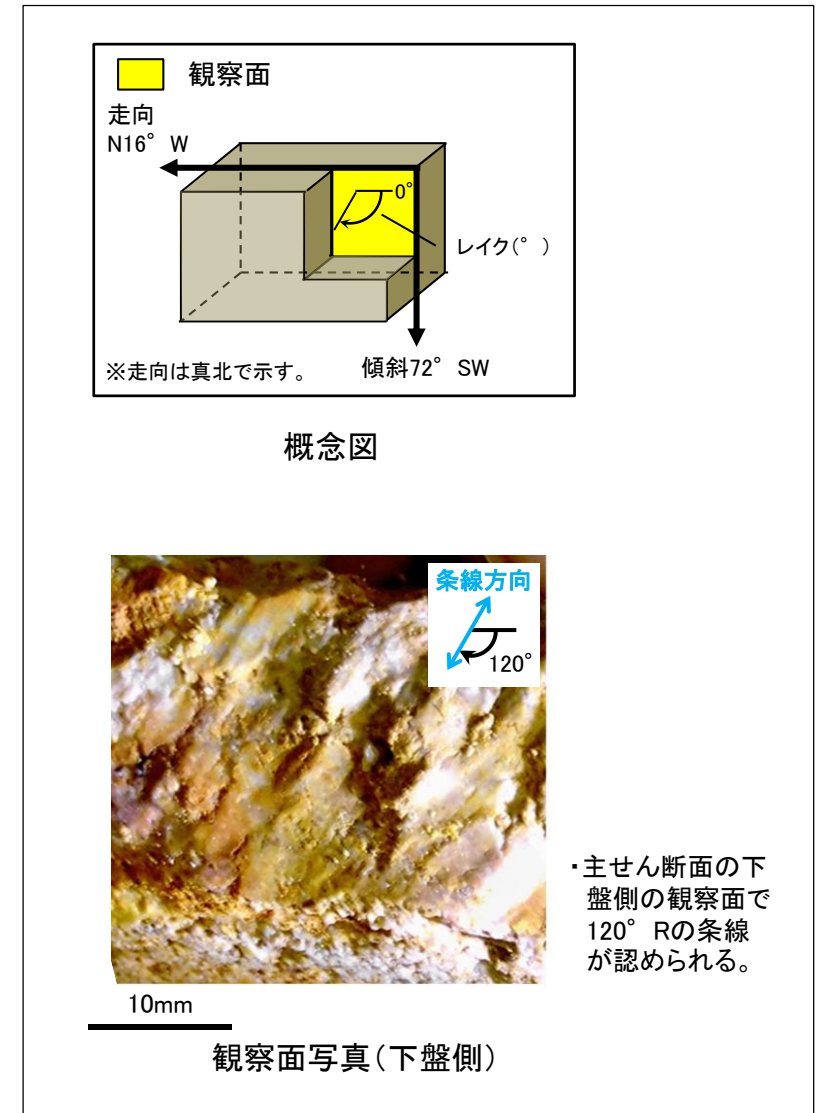 観察面
走向
N16° W
0°
レイク(° )
※走向は真北で示す。
傾斜72° SW
概念図
条線方向
120°
・主せん断面の下
盤側の観察面で
120° Rの条線
が認められる。
10mm
観察面写真(下盤側)